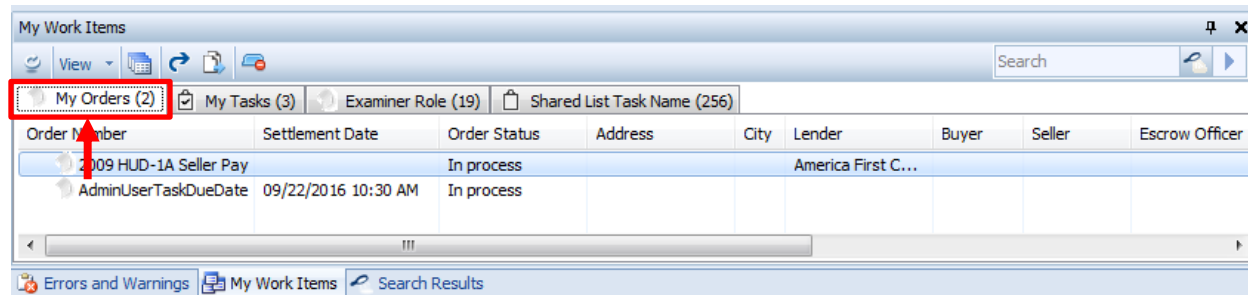 My Work Items
View Search
My Orders (2) My Tasks (3) Examiner Role (19) Shared List Task Name (256)
Order Number Settlement Date Order Status Address City Lender Buyer Seller Escrow Officer
2009 HUD-1A Seller Pay In process America First C...
AdminUserTaskDueDate 09/22/2016 10:30 AM In process
Errors and Warnings My Work Items Search Results